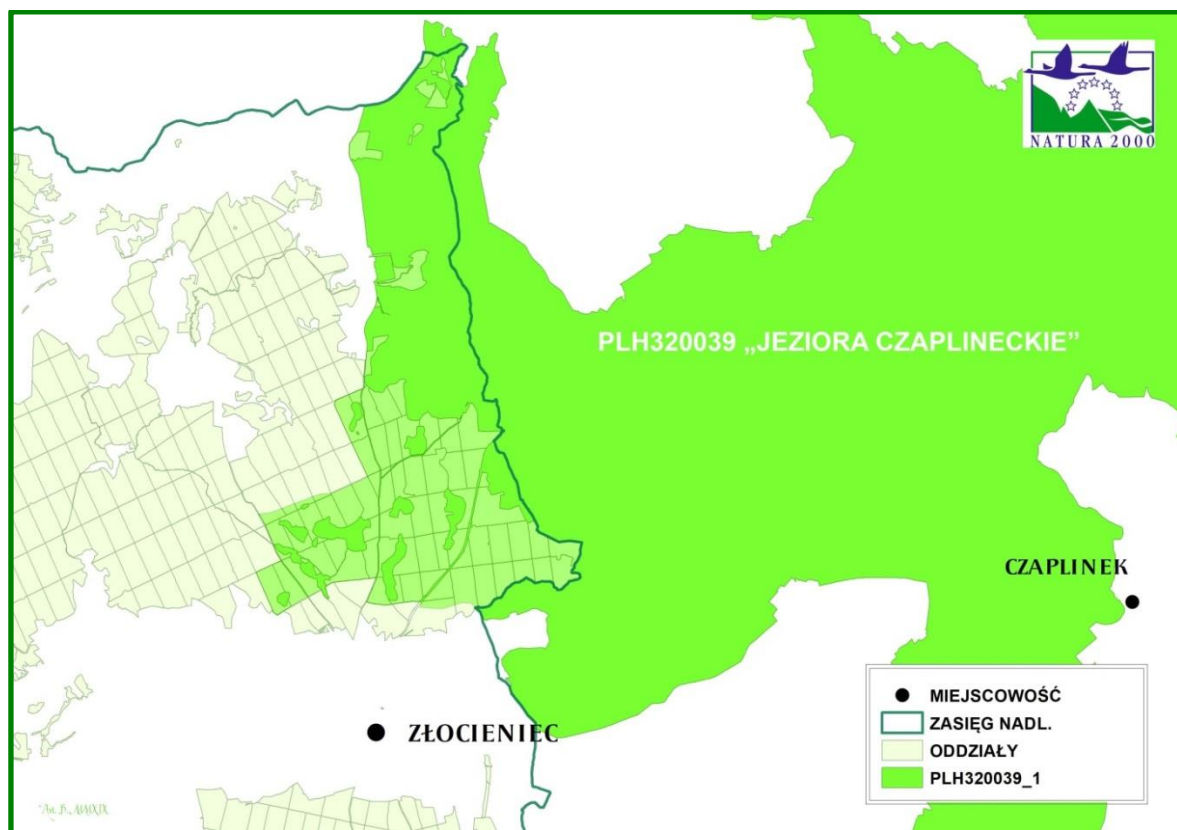 NATURA 2000
PLH320039 „JEZIORA CZAPLINECKIE”
CZAPLINEK
ZŁOCIENIEC
MIEJSCOWOŚĆ
ZASIĘG NADL.
ODDZIAŁY
PLH320039_1